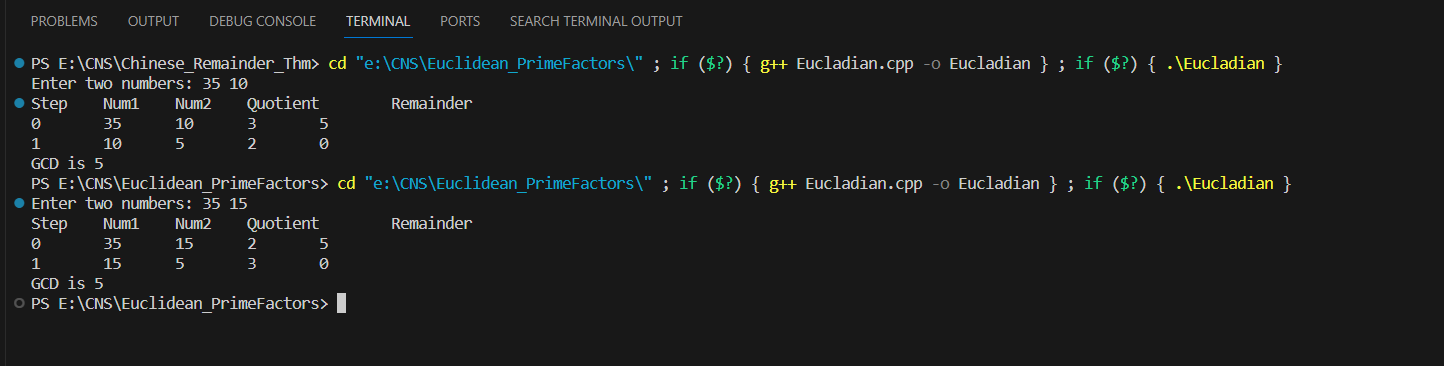 PROBLEMS OUTPUT DEBUG CONSOLE TERMINAL PORTS SEARCH TERMINAL OUTPUT
PS E:\CNS\Chinese_Remainder_Thm> cd "e:\CNS\Euclidean_PrimeFactors\" ; if ($?) { g++ Eucladian.cpp -o Eucladian } ; if ($?) { .\Eucladian }
Enter two numbers: 35 10
Step Num1 Num2 Quotient Remainder
0 35 10 3 5
1 10 5 2 0
GCD is 5
PS E:\CNS\Euclidean_PrimeFactors> cd "e:\CNS\Euclidean_PrimeFactors\" ; if ($?) { g++ Eucladian.cpp -o Eucladian } ; if ($?) { .\Eucladian }
Enter two numbers: 35 15
Step Num1 Num2 Quotient Remainder
0 35 15 2 5
1 15 5 3 0
GCD is 5
PS E:\CNS\Euclidean_PrimeFactors>